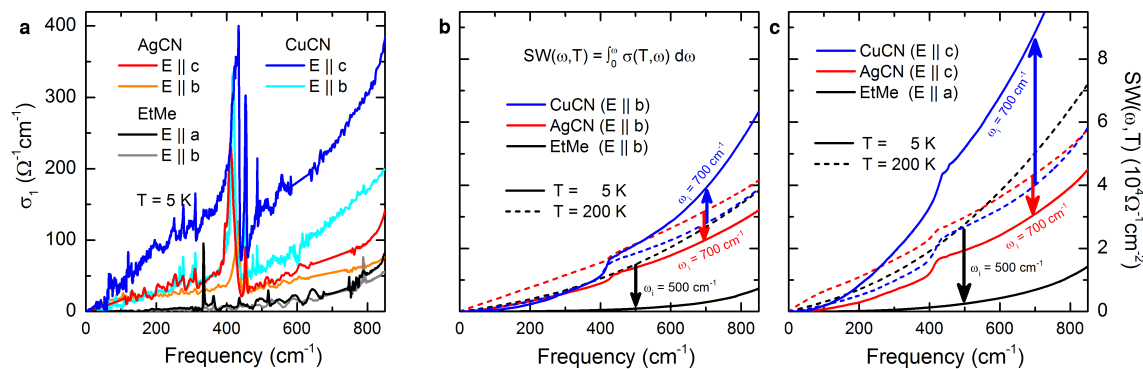 a
AgCN
CuCN
E || c
E || c
E || b
E || b
EtMe
E || a
E || b
T = 5 K
400
300
200
100
0
σ₁ (Ω⁻¹cm⁻¹)
0
200
400
600
800
Frequency (cm⁻¹)
b
SW(ω,T) = ∫₀^ω σ(T,ω) dω
CuCN (E || b)
AgCN (E || b)
EtMe (E || b)
T = 5 K
T = 200 K
ωᵢ = 700 cm⁻¹
ωᵢ = 700 cm⁻¹
ωᵢ = 500 cm⁻¹
0
200
400
600
800
Frequency (cm⁻¹)
c
CuCN (E || c)
AgCN (E || c)
EtMe (E || a)
T = 5 K
T = 200 K
ωᵢ = 700 cm⁻¹
ωᵢ = 700 cm⁻¹
ωᵢ = 500 cm⁻¹
0
200
400
600
800
Frequency (cm⁻¹)
8
6
4
2
0
SW(ω, T) (10⁴Ω⁻¹cm⁻²)